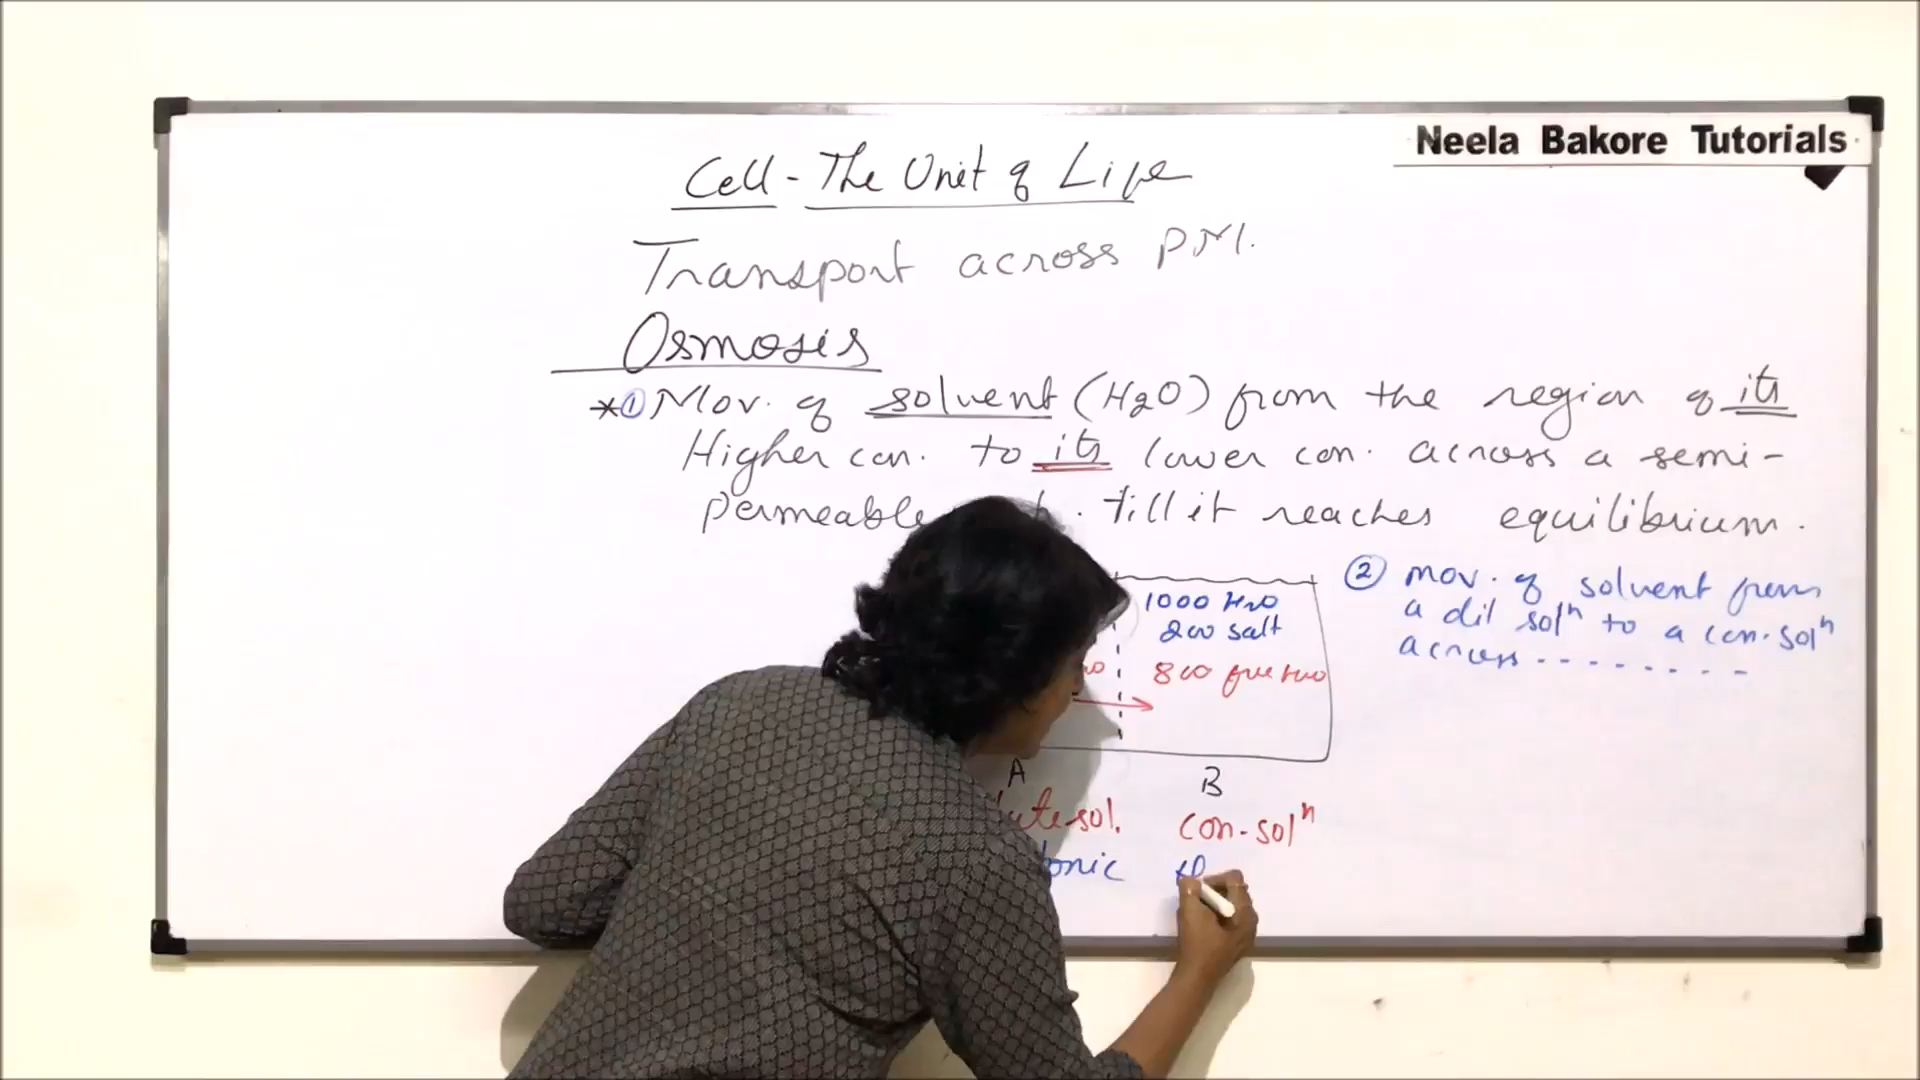 Neela Bakore Tutorials
Cell - The Unit of Life
Transport across P.M.
Osmosis
*① Mov. of solvent (H2O) from the region of its
Higher con. to its lower con. across a semi-
permeable . till it reaches equilibrium.
1000 H2O
200 salt
800 free H2O
A
B
sol.
con. solⁿ
tonic
② mov. of solvent from
a dil solⁿ to a con. solⁿ
across - - - - - - - -